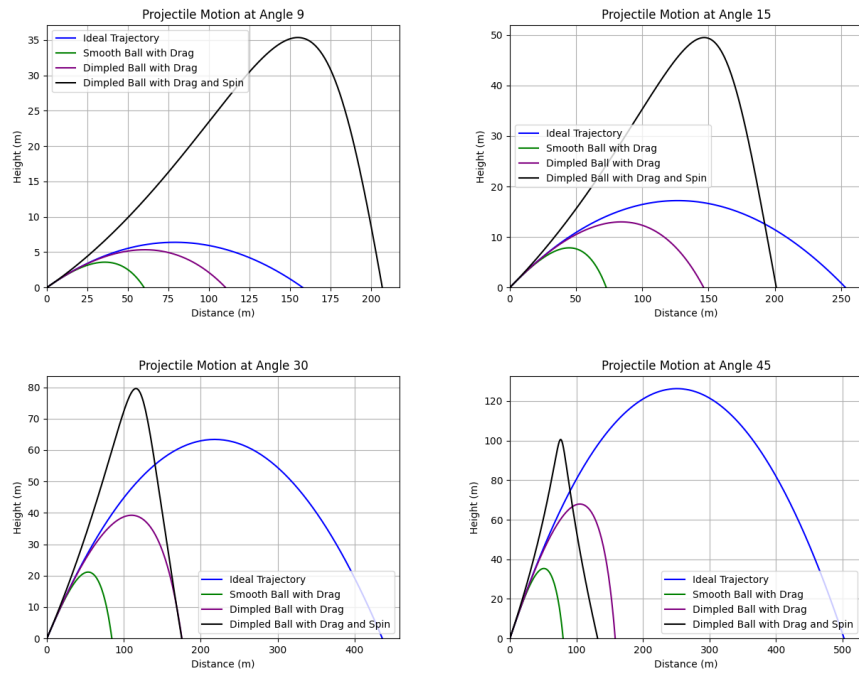 Projectile Motion at Angle 9
Height (m)
35
30
25
20
15
10
5
0
Ideal Trajectory
Smooth Ball with Drag
Dimpled Ball with Drag
Dimpled Ball with Drag and Spin
0 25 50 75 100 125 150 175 200
Distance (m)
Projectile Motion at Angle 15
Height (m)
50
40
30
20
10
0
Ideal Trajectory
Smooth Ball with Drag
Dimpled Ball with Drag
Dimpled Ball with Drag and Spin
0 50 100 150 200 250
Distance (m)
Projectile Motion at Angle 30
Height (m)
80
70
60
50
40
30
20
10
0
Ideal Trajectory
Smooth Ball with Drag
Dimpled Ball with Drag
Dimpled Ball with Drag and Spin
0 100 200 300 400
Distance (m)
Projectile Motion at Angle 45
Height (m)
120
100
80
60
40
20
0
Ideal Trajectory
Smooth Ball with Drag
Dimpled Ball with Drag
Dimpled Ball with Drag and Spin
0 100 200 300 400 500
Distance (m)